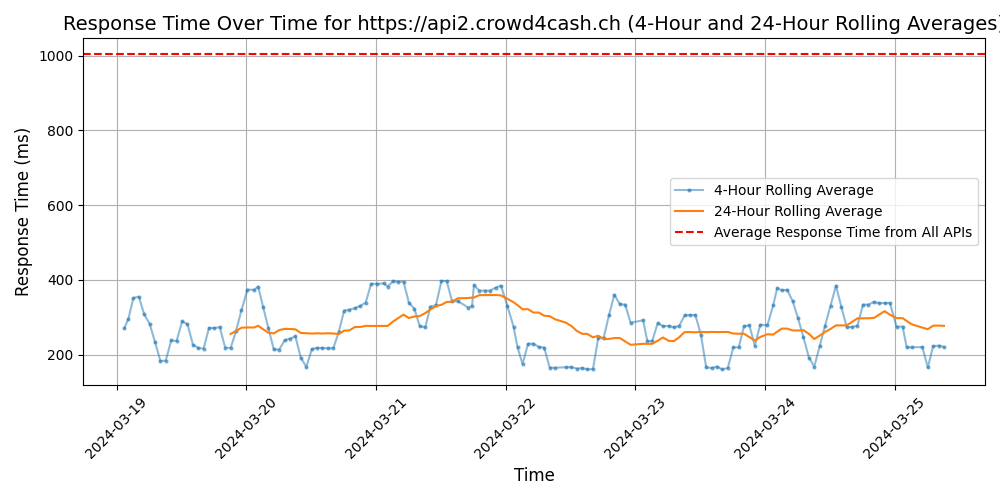 Response Time Over Time for https://api2.crowd4cash.ch (4-Hour and 24-Hour Rolling Averages)
1000
800
600
400
200
Response Time (ms)
4-Hour Rolling Average
24-Hour Rolling Average
Average Response Time from All APIs
2024-03-19
2024-03-20
2024-03-21
2024-03-22
2024-03-23
2024-03-24
2024-03-25
Time